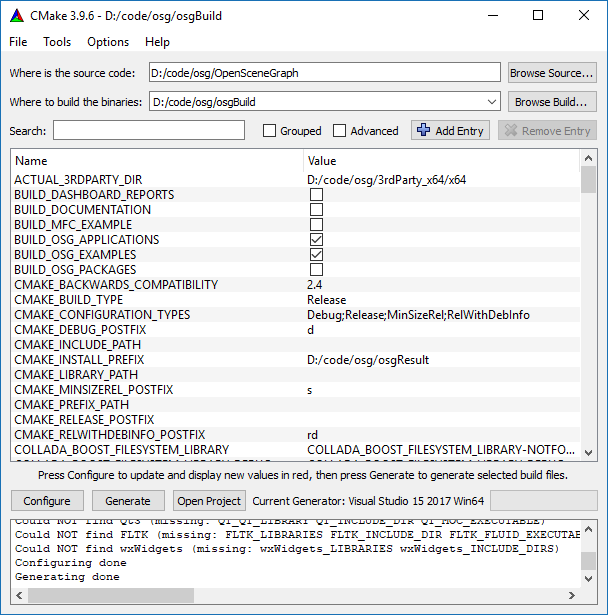 CMake 3.9.6 - D:/code/osg/osgBuild
File Tools Options Help
Where is the source code: D:/code/osg/OpenSceneGraph Browse Source...
Where to build the binaries: D:/code/osg/osgBuild Browse Build...
Search: Grouped Advanced Add Entry Remove Entry
Name Value
ACTUAL_3RDPARTY_DIR D:/code/osg/3rdParty_x64/x64
BUILD_DASHBOARD_REPORTS
BUILD_DOCUMENTATION
BUILD_MFC_EXAMPLE
BUILD_OSG_APPLICATIONS
BUILD_OSG_EXAMPLES
BUILD_OSG_PACKAGES
CMAKE_BACKWARDS_COMPATIBILITY 2.4
CMAKE_BUILD_TYPE Release
CMAKE_CONFIGURATION_TYPES Debug;Release;MinSizeRel;RelWithDebInfo
CMAKE_DEBUG_POSTFIX d
CMAKE_INCLUDE_PATH
CMAKE_INSTALL_PREFIX D:/code/osg/osgResult
CMAKE_LIBRARY_PATH
CMAKE_MINSIZEREL_POSTFIX s
CMAKE_PREFIX_PATH
CMAKE_RELEASE_POSTFIX
CMAKE_RELWITHDEBINFO_POSTFIX rd
COLLADA_BOOST_FILESYSTEM_LIBRARY COLLADA_BOOST_FILESYSTEM_LIBRARY-NOTFO...
Press Configure to update and display new values in red, then press Generate to generate selected build files.
Configure Generate Open Project Current Generator: Visual Studio 15 2017 Win64
Could NOT find (missing: QT_QT_LIBRARY QT_INCLUDE_DIR QT_MOC_EXECUTABLE)
Could NOT find FLTK (missing: FLTK_LIBRARIES FLTK_INCLUDE_DIR FLTK_FLUID_EXECUTA
Could NOT find wxWidgets (missing: wxWidgets_LIBRARIES wxWidgets_INCLUDE_DIRS)
Configuring done
Generating done